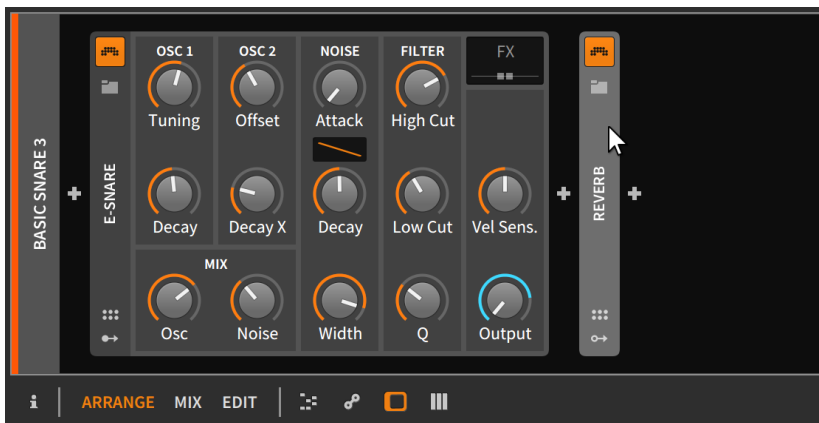 BASIC SNARE 3
E-SNARE
OSC 1
OSC 2
NOISE
FILTER
FX
Tuning
Offset
Attack
High Cut
Decay
Decay X
Decay
Low Cut
Vel Sens.
MIX
Osc
Noise
Width
Q
Output
REVERB
i
ARRANGE
MIX
EDIT